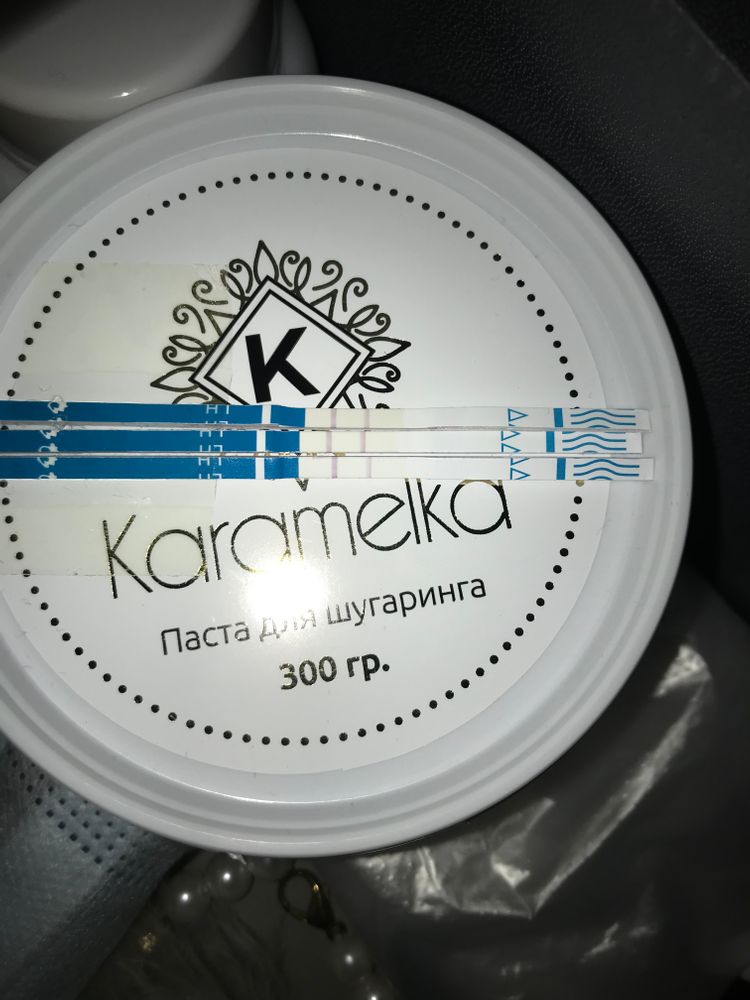 K
Karamelka
Паста для шугаринга
300 гр.